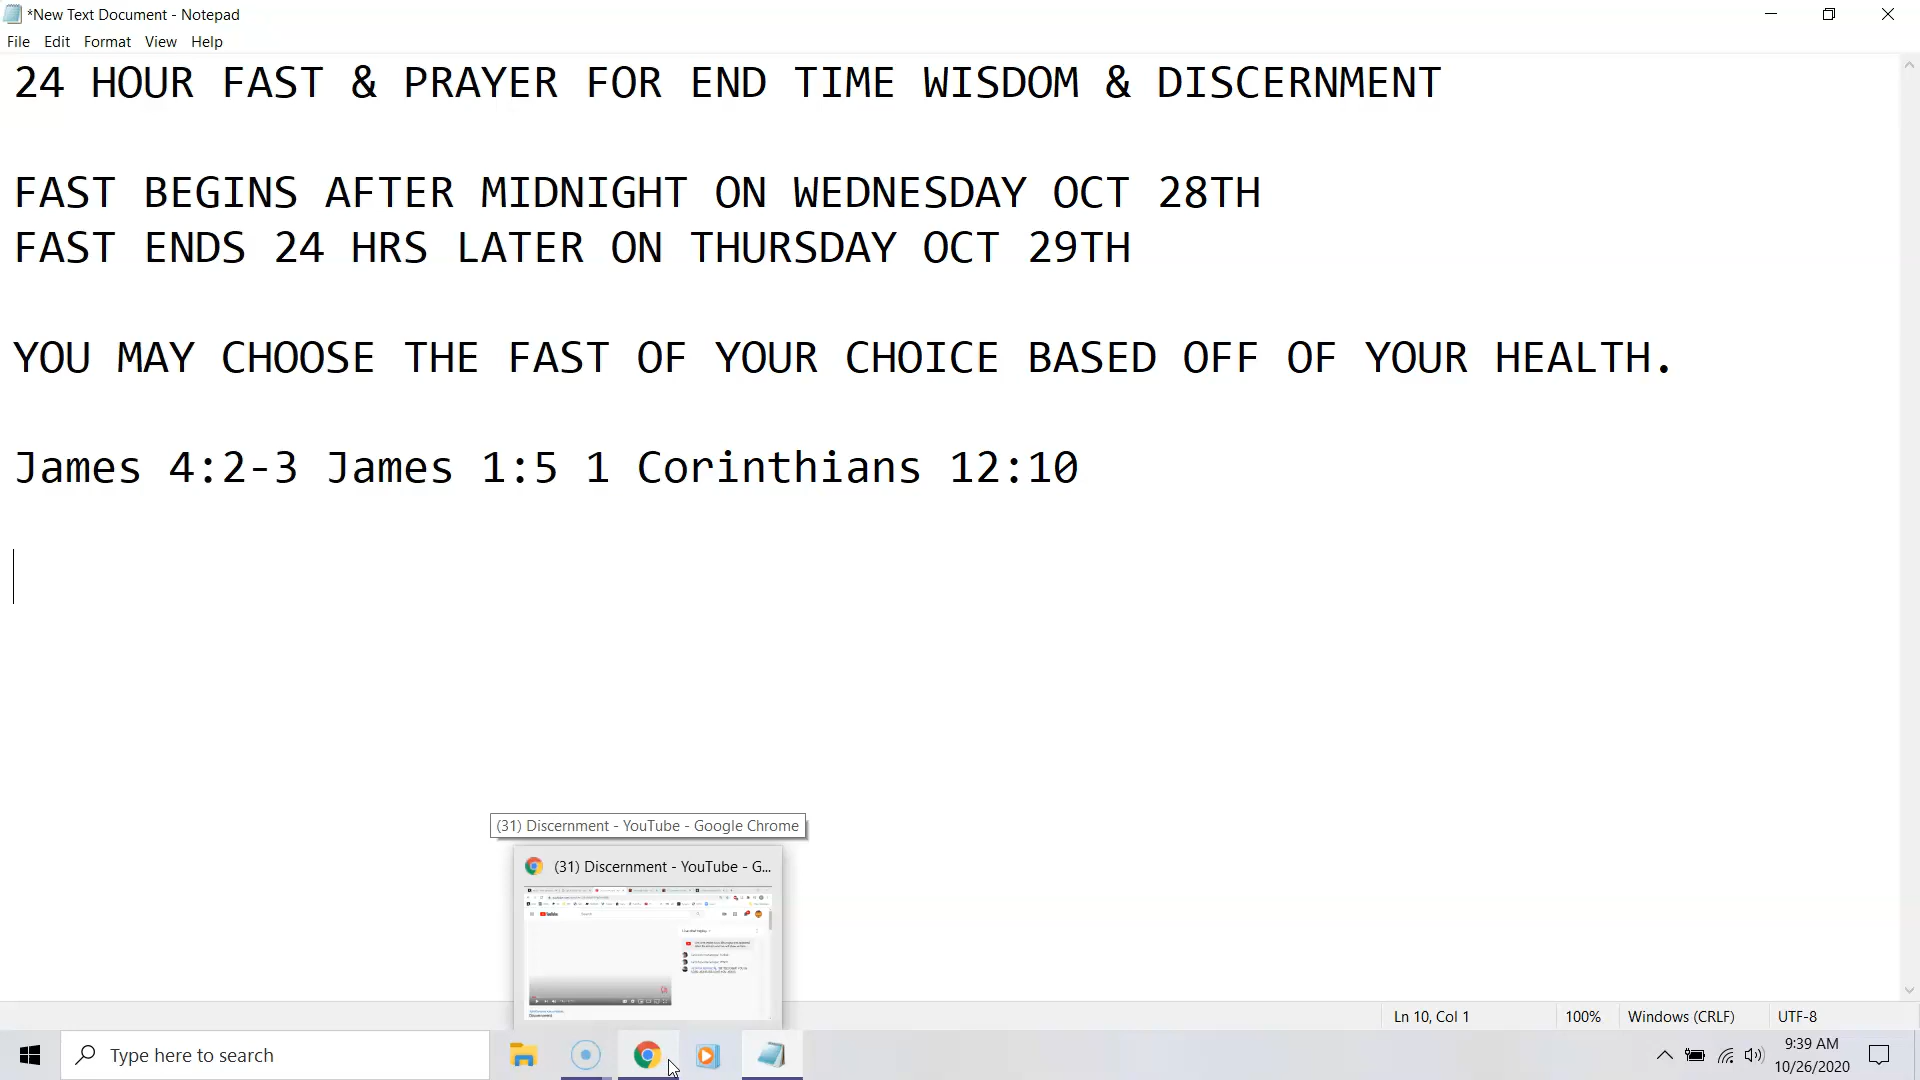 *New Text Document - Notepad
File Edit Format View Help
24 HOUR FAST & PRAYER FOR END TIME WISDOM & DISCERNMENT
FAST BEGINS AFTER MIDNIGHT ON WEDNESDAY OCT 28TH
FAST ENDS 24 HRS LATER ON THURSDAY OCT 29TH
YOU MAY CHOOSE THE FAST OF YOUR CHOICE BASED OFF OF YOUR HEALTH.
James 4:2-3 James 1:5 1 Corinthians 12:10
(31) Discernment - YouTube - Google Chrome
(31) Discernment - YouTube - G...
Ln 10, Col 1 100% Windows (CRLF) UTF-8
Type here to search
9:39 AM
10/26/2020